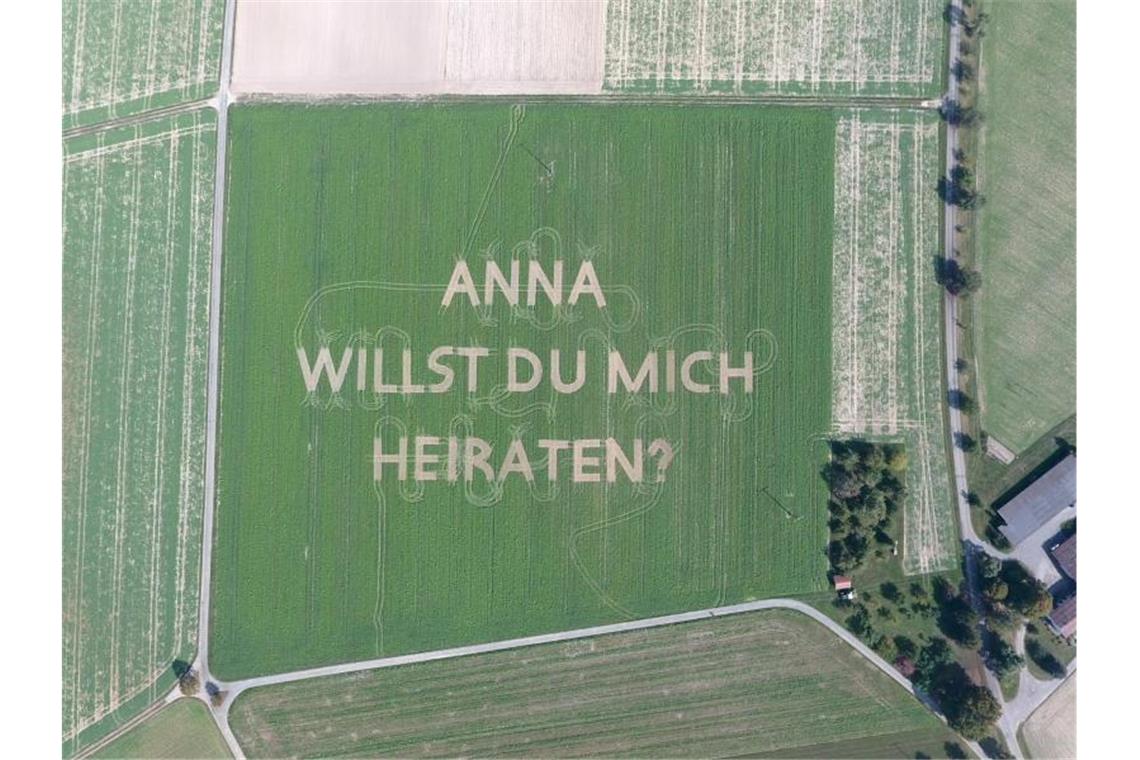 ANNA
WILLST DU MICH
HEIRATEN?